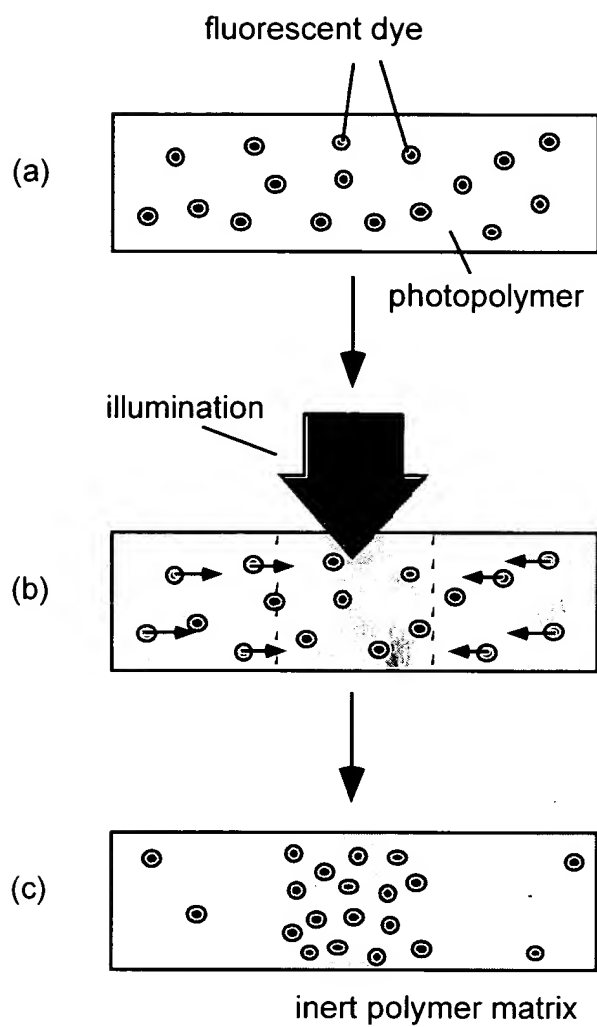 fluorescent dye
(a)
photopolymer
illumination
(b)
(c)
inert polymer matrix